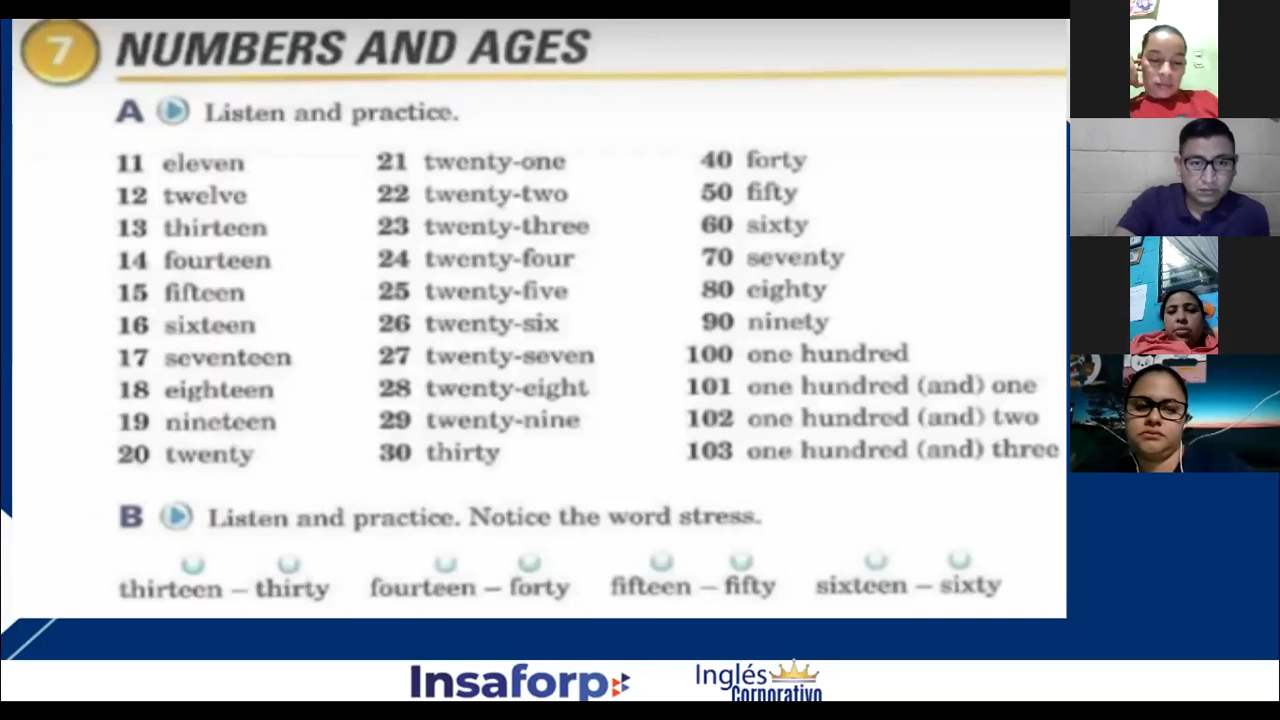 7 NUMBERS AND AGES
A Listen and practice.
11 eleven
12 twelve
13 thirteen
14 fourteen
15 fifteen
16 sixteen
17 seventeen
18 eighteen
19 nineteen
20 twenty
21 twenty-one
22 twenty-two
23 twenty-three
24 twenty-four
25 twenty-five
26 twenty-six
27 twenty-seven
28 twenty-eight
29 twenty-nine
30 thirty
40 forty
50 fifty
60 sixty
70 seventy
80 eighty
90 ninety
100 one hundred
101 one hundred (and) one
102 one hundred (and) two
103 one hundred (and) three
B Listen and practice. Notice the word stress.
thirteen – thirty fourteen – forty fifteen – fifty sixteen – sixty
Insaforp
Inglés
Corporativo